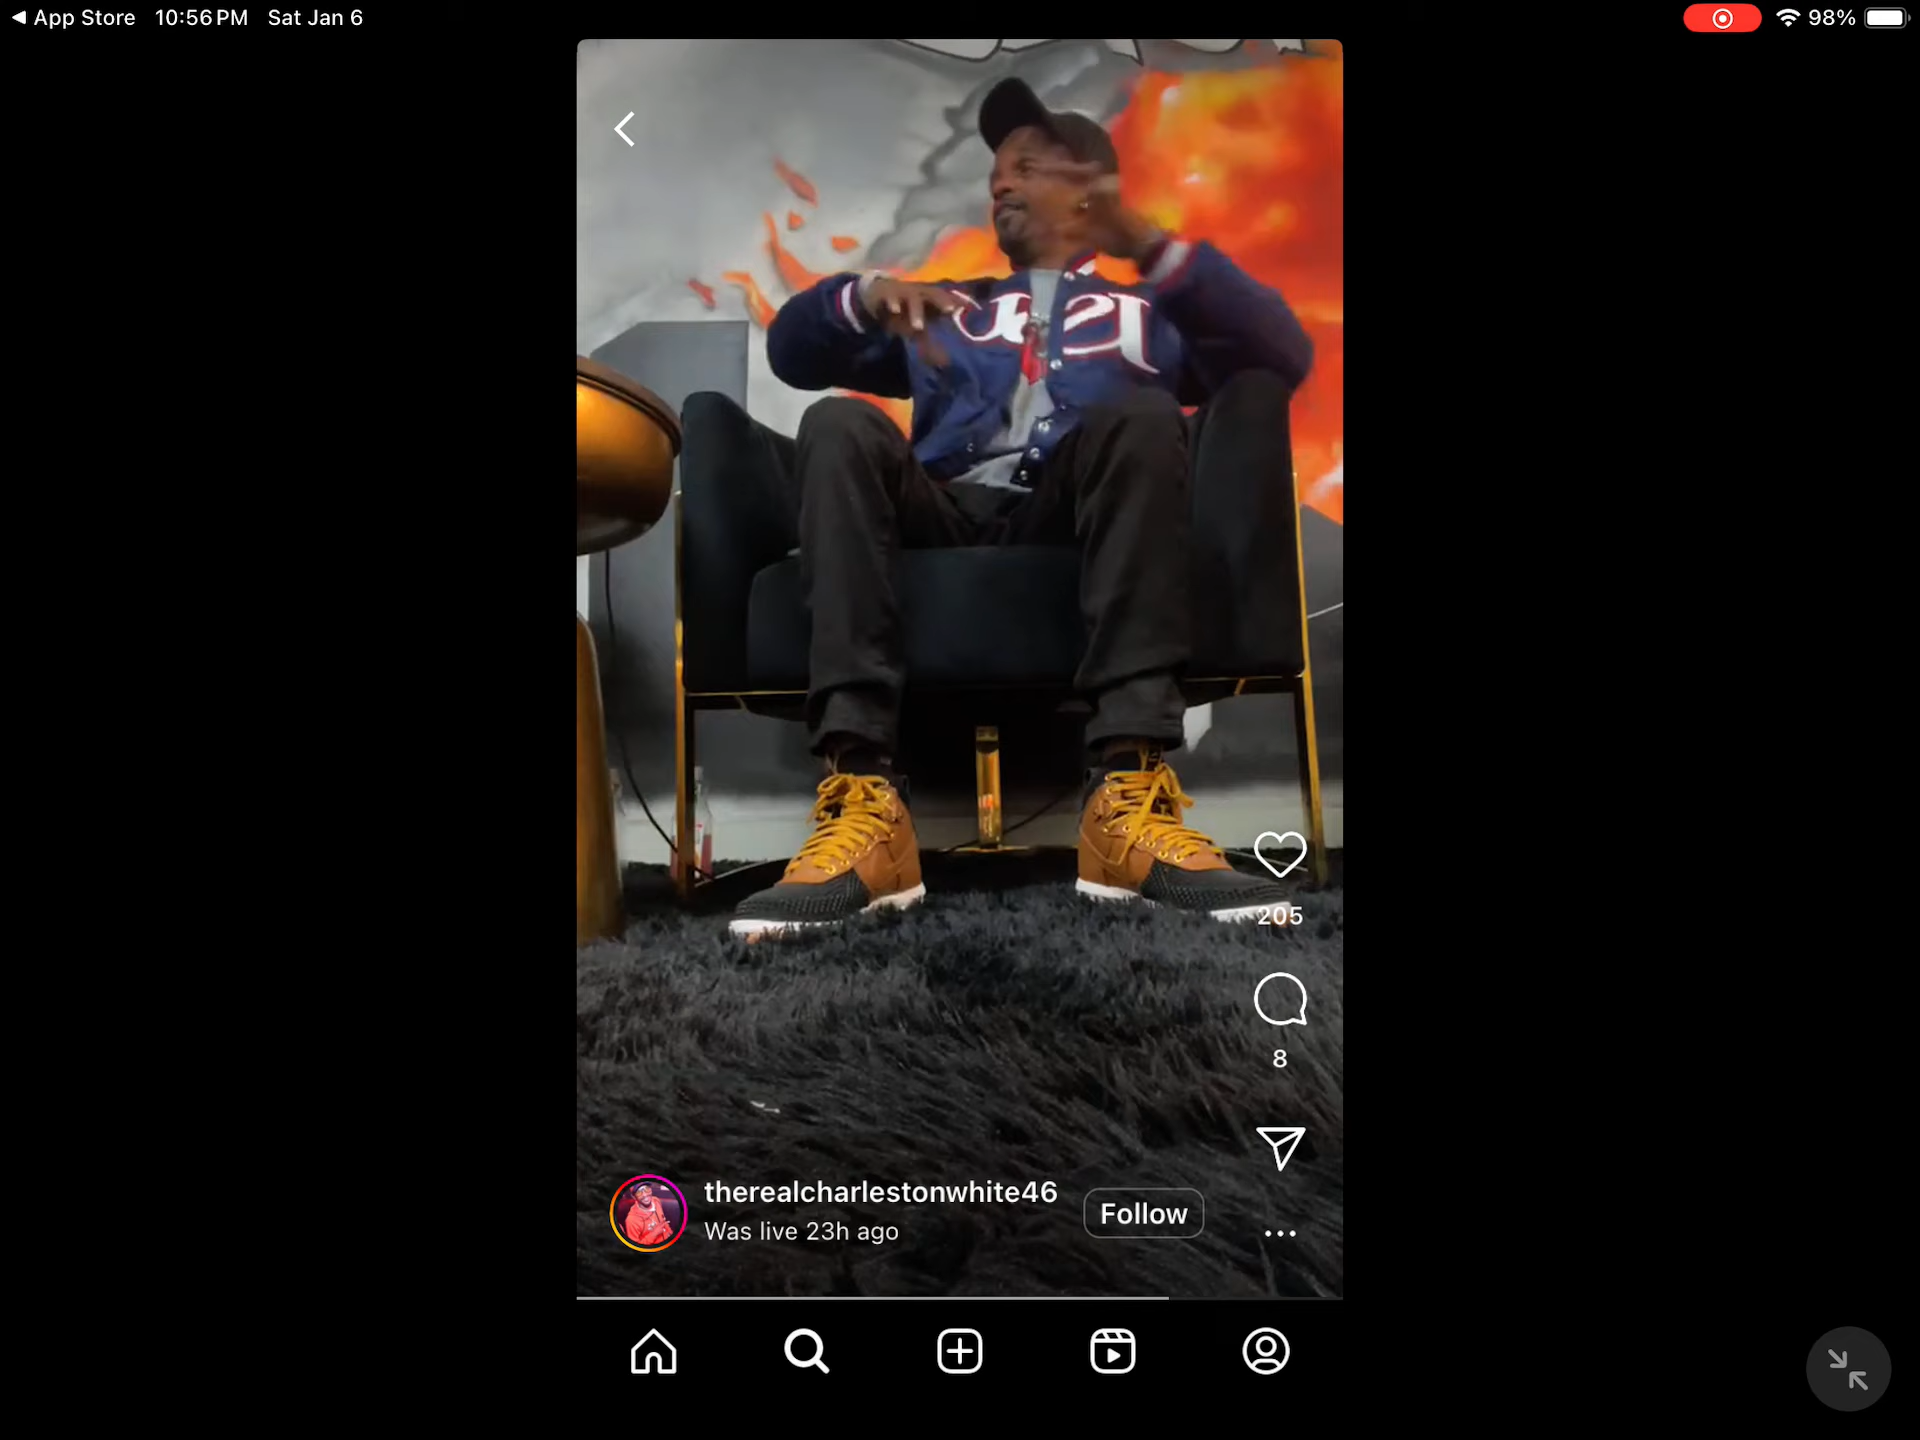 App Store 10:56 PM Sat Jan 6 98%
205
8
therealcharlestonwhite46
Follow
Was live 23h ago